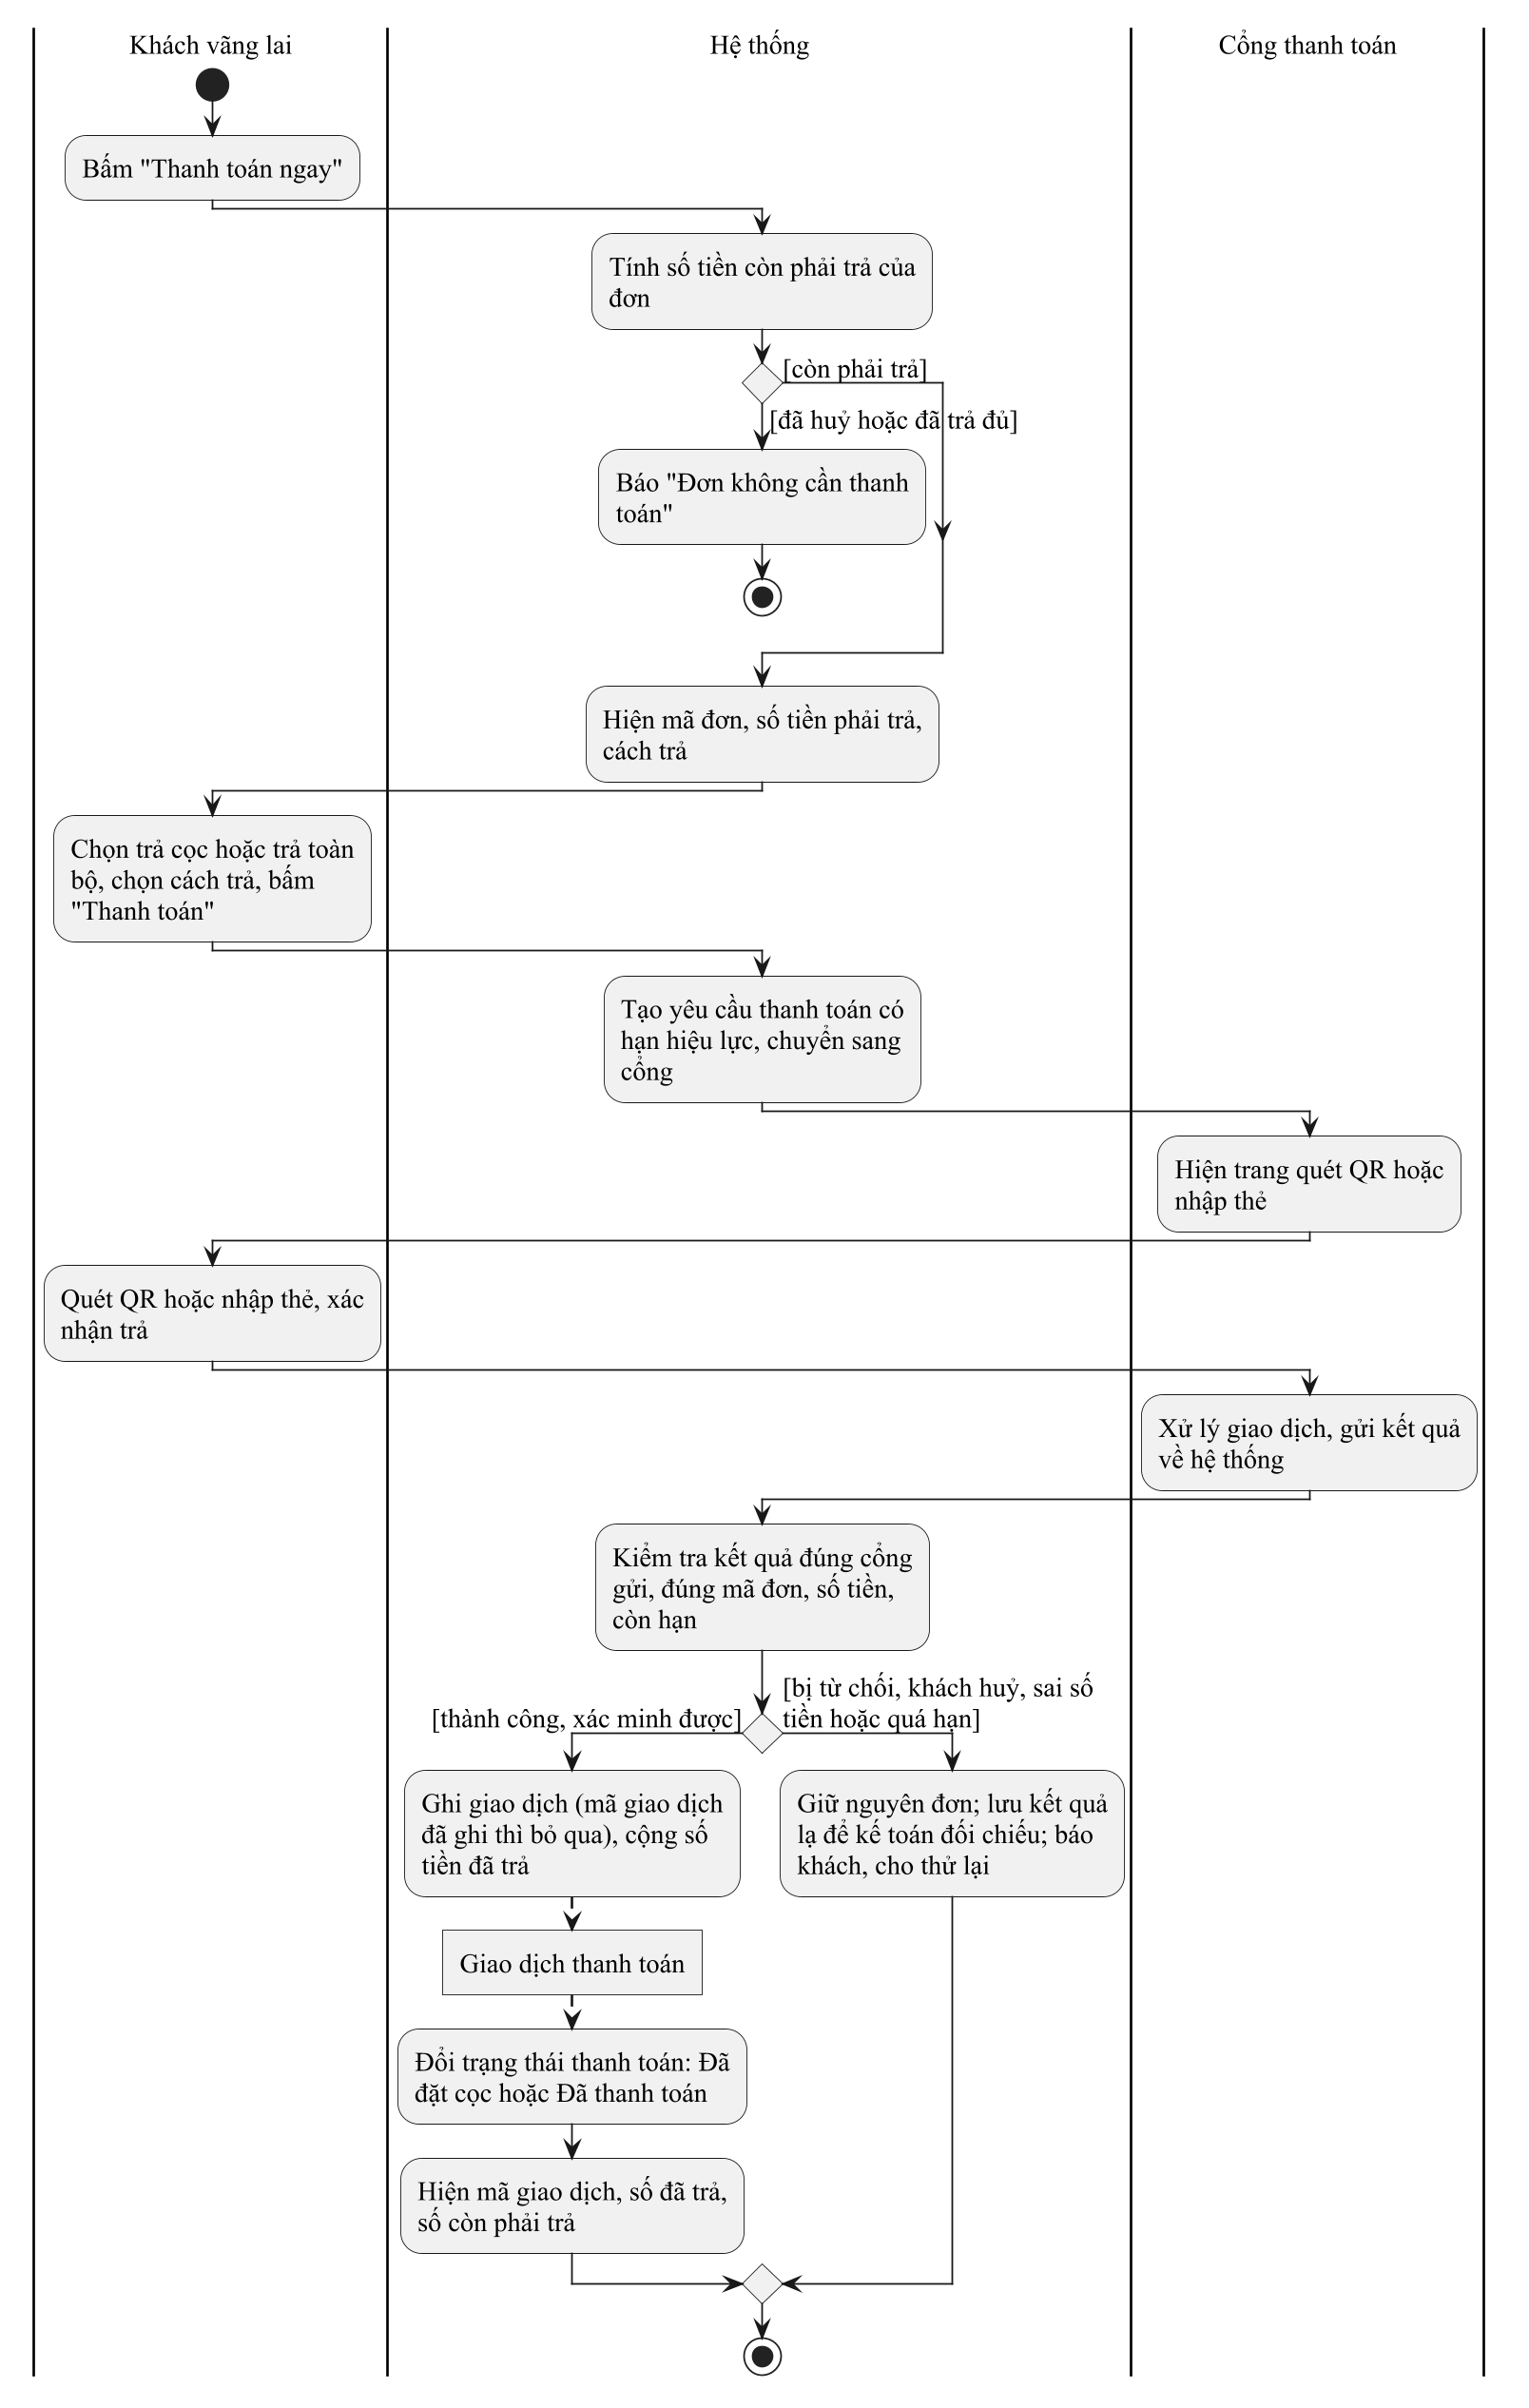 Khách vãng lai
Hệ thống
Cổng thanh toán
Bấm "Thanh toán ngay"
Tính số tiền còn phải trả của
đơn
[còn phải trả]
[đã huỷ hoặc đã trả đủ]
Báo "Đơn không cần thanh
toán"
Hiện mã đơn, số tiền phải trả,
cách trả
Chọn trả cọc hoặc trả toàn
bộ, chọn cách trả, bấm
"Thanh toán"
Tạo yêu cầu thanh toán có
hạn hiệu lực, chuyển sang
cổng
Hiện trang quét QR hoặc
nhập thẻ
Quét QR hoặc nhập thẻ, xác
nhận trả
Xử lý giao dịch, gửi kết quả
về hệ thống
Kiểm tra kết quả đúng cổng
gửi, đúng mã đơn, số tiền,
còn hạn
[thành công, xác minh được]
[bị từ chối, khách huỷ, sai số
tiền hoặc quá hạn]
Ghi giao dịch (mã giao dịch
đã ghi thì bỏ qua), cộng số
tiền đã trả
Giữ nguyên đơn; lưu kết quả
lạ để kế toán đối chiếu; báo
khách, cho thử lại
Giao dịch thanh toán
Đổi trạng thái thanh toán: Đã
đặt cọc hoặc Đã thanh toán
Hiện mã giao dịch, số đã trả,
số còn phải trả